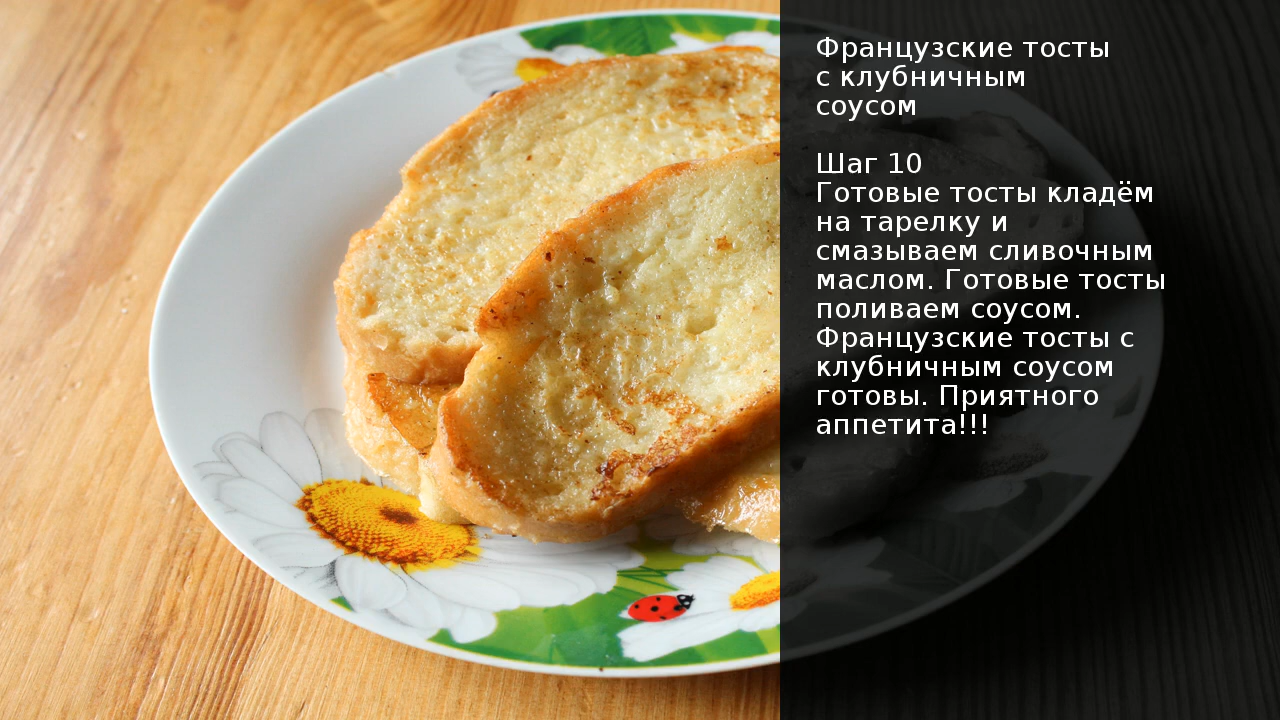 Французские тосты
с клубничным
соусом
Шаг 10
Готовые тосты кладём
на тарелку и
смазываем сливочным
маслом. Готовые тосты
поливаем соусом.
Французские тосты с
клубничным соусом
готовы. Приятного
аппетита!!!